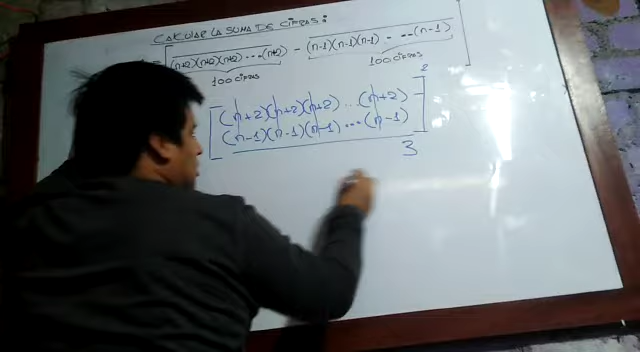 CALCULAR LA SUMA DE CIFRAS:
= [(n+2)(n+2)(n+2)...(n+2) - (n-1)(n-1)(n-1)...(n-1)]
100 CIFRAS 100 CIFRAS
[(n+2)(n+2)(n+2)...(n+2)
(n-1)(n-1)(n-1)...(n-1)]²
3